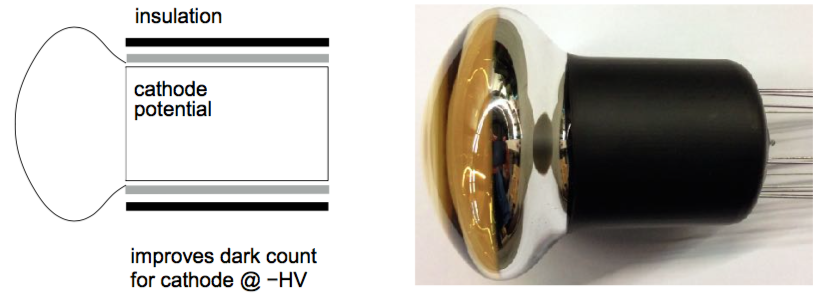 insulation
cathode
potential
improves dark count
for cathode @ −HV